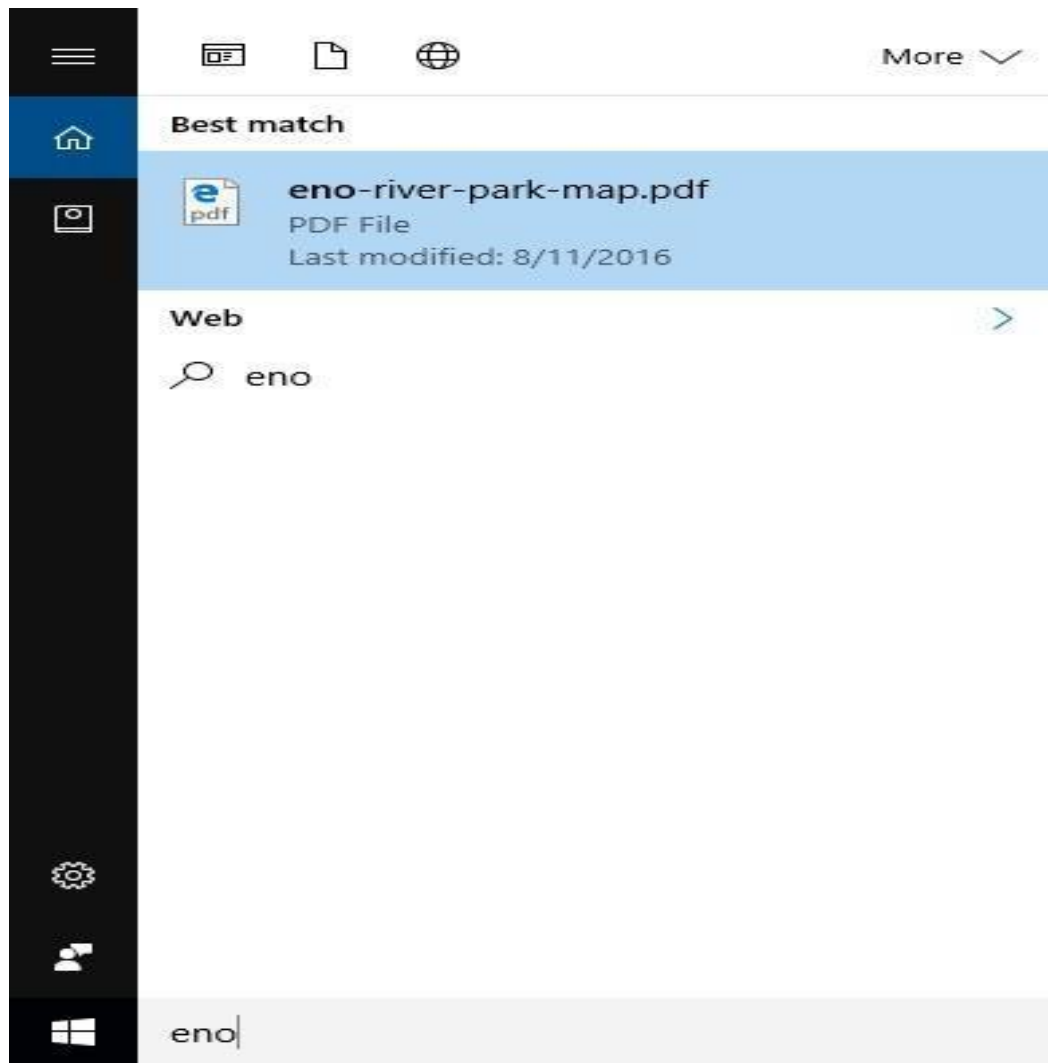 More
Best match
e
pdf
eno-river-park-map.pdf
PDF File
Last modified: 8/11/2016
Web
eno
eno